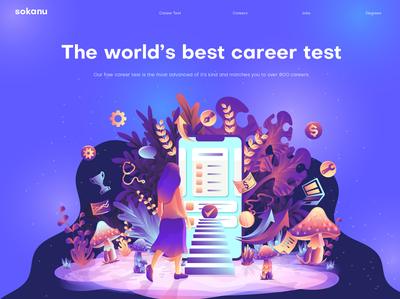 sokanu
Career Test
Careers
Jobs
Degrees
The world's best career test
Our free career test is the most advanced of it's kind and matches you to over 800 careers.